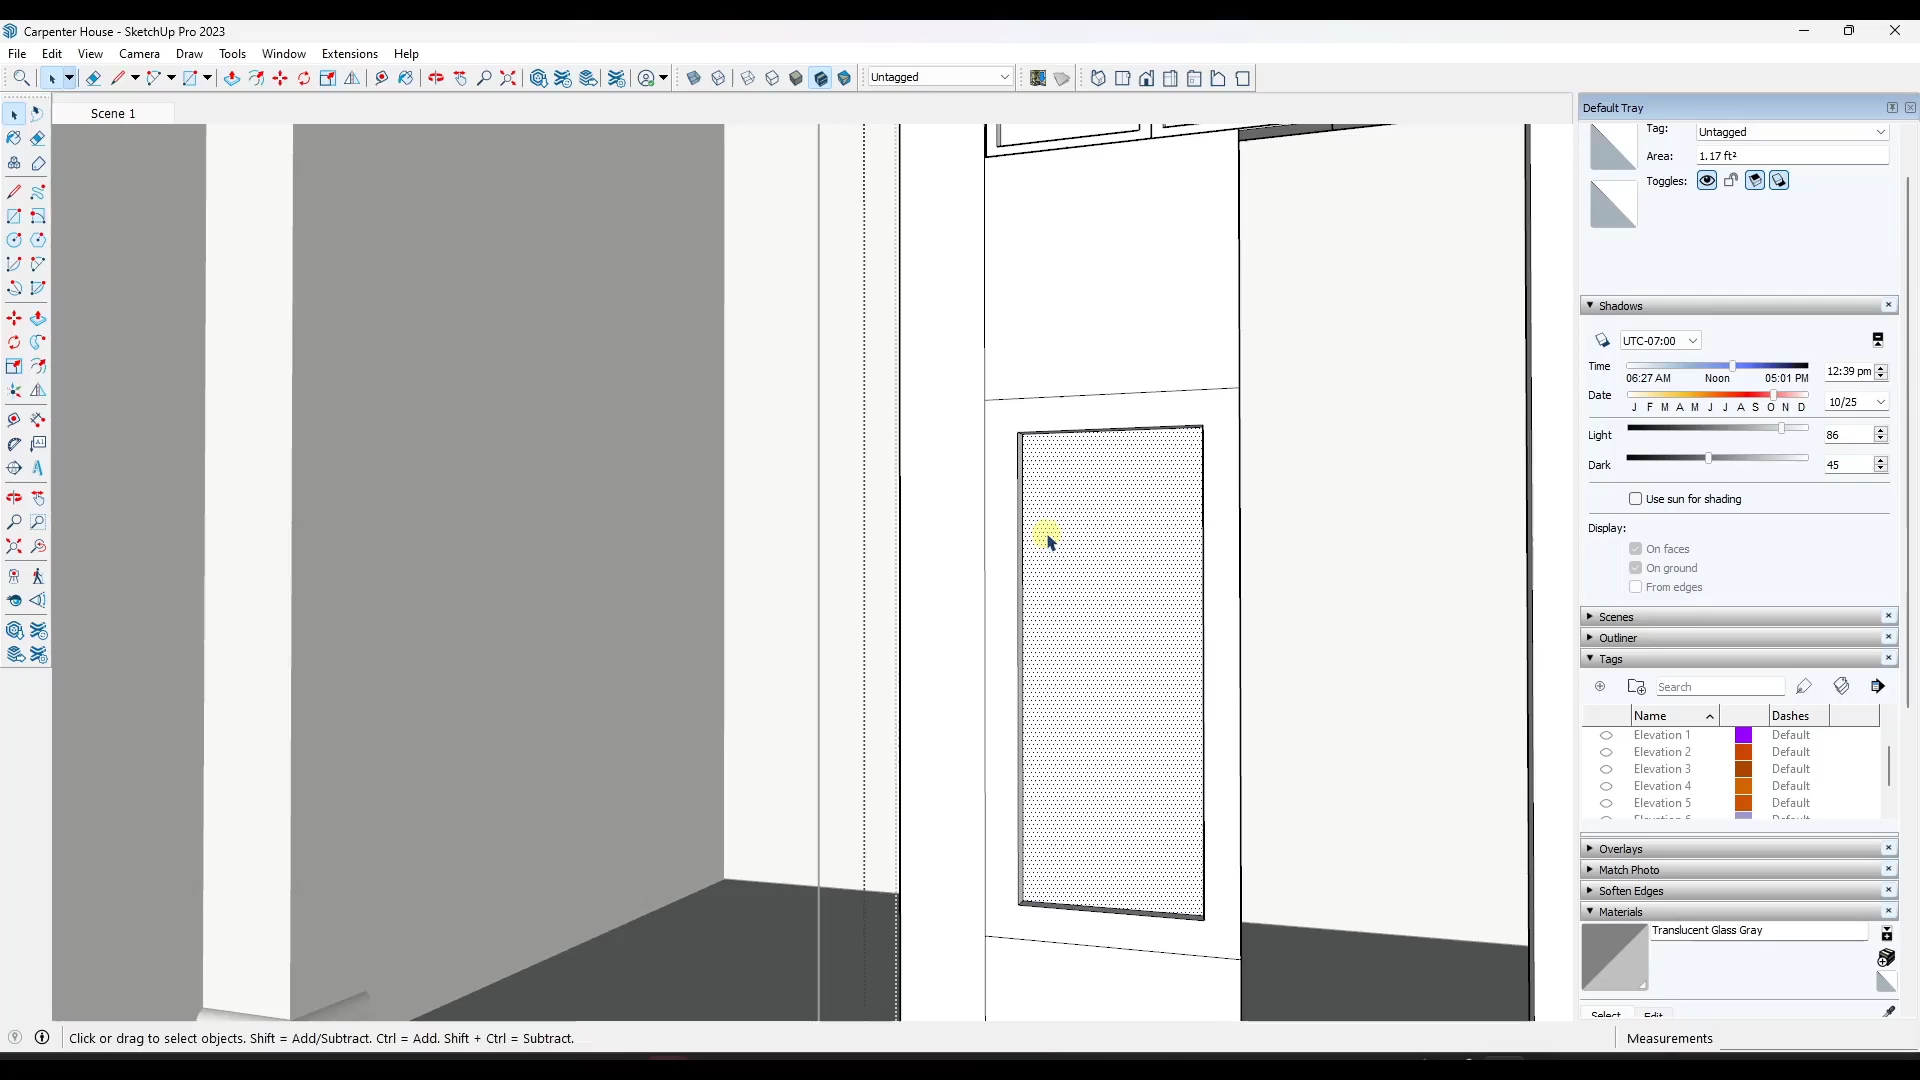 Carpenter House - SketchUp Pro 2023
File Edit View Camera Draw Tools Window Extensions Help
Untagged
Scene 1
Default Tray
Tag: Untagged
Area: 1.17 ft²
Toggles:
Shadows
UTC-07:00
Time 12:39 pm
06:27 AM Noon 05:01 PM
Date 10/25
J F M A M J J A S O N D
Light 86
Dark 45
Use sun for shading
Display:
On faces
On ground
From edges
Scenes
Outliner
Tags
Search
Name Dashes
Elevation 1 Default
Elevation 2 Default
Elevation 3 Default
Elevation 4 Default
Elevation 5 Default
Overlays
Match Photo
Soften Edges
Materials
Translucent Glass Gray
Select Edit
Click or drag to select objects. Shift = Add/Subtract. Ctrl = Add. Shift + Ctrl = Subtract.
Measurements